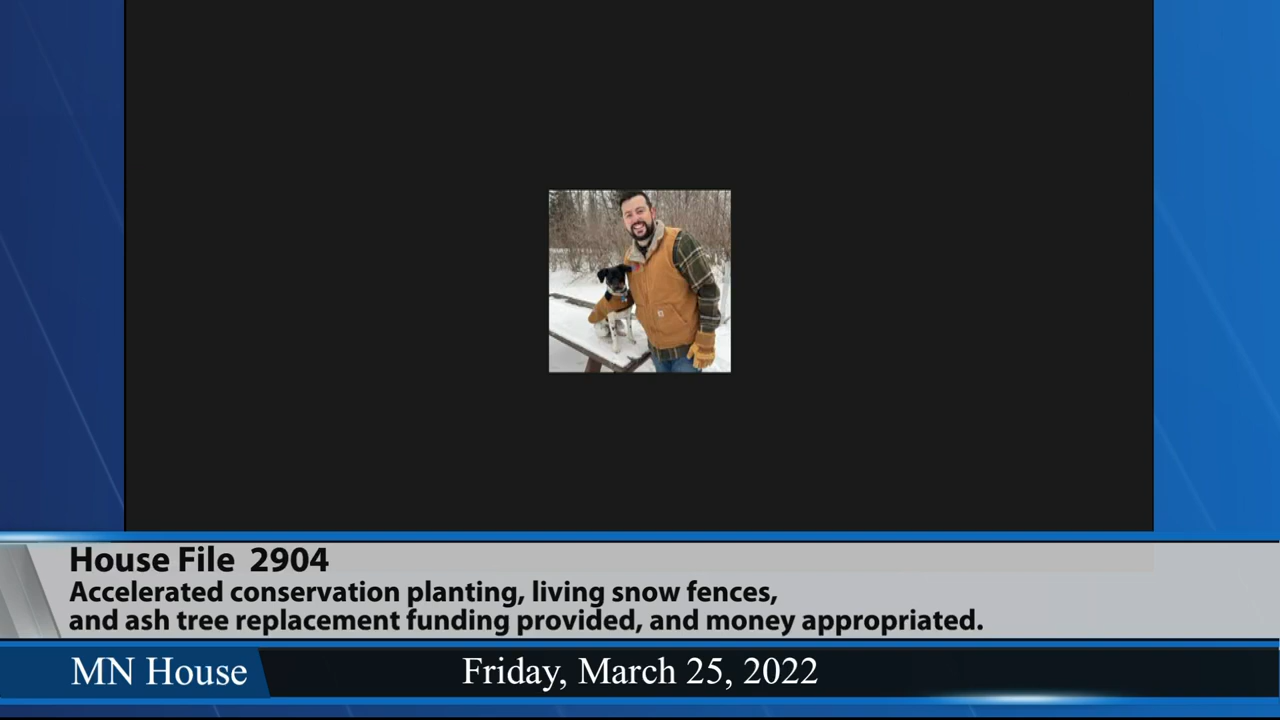 House File 2904
Accelerated conservation planting, living snow fences,
and ash tree replacement funding provided, and money appropriated.
MN House
Friday, March 25, 2022